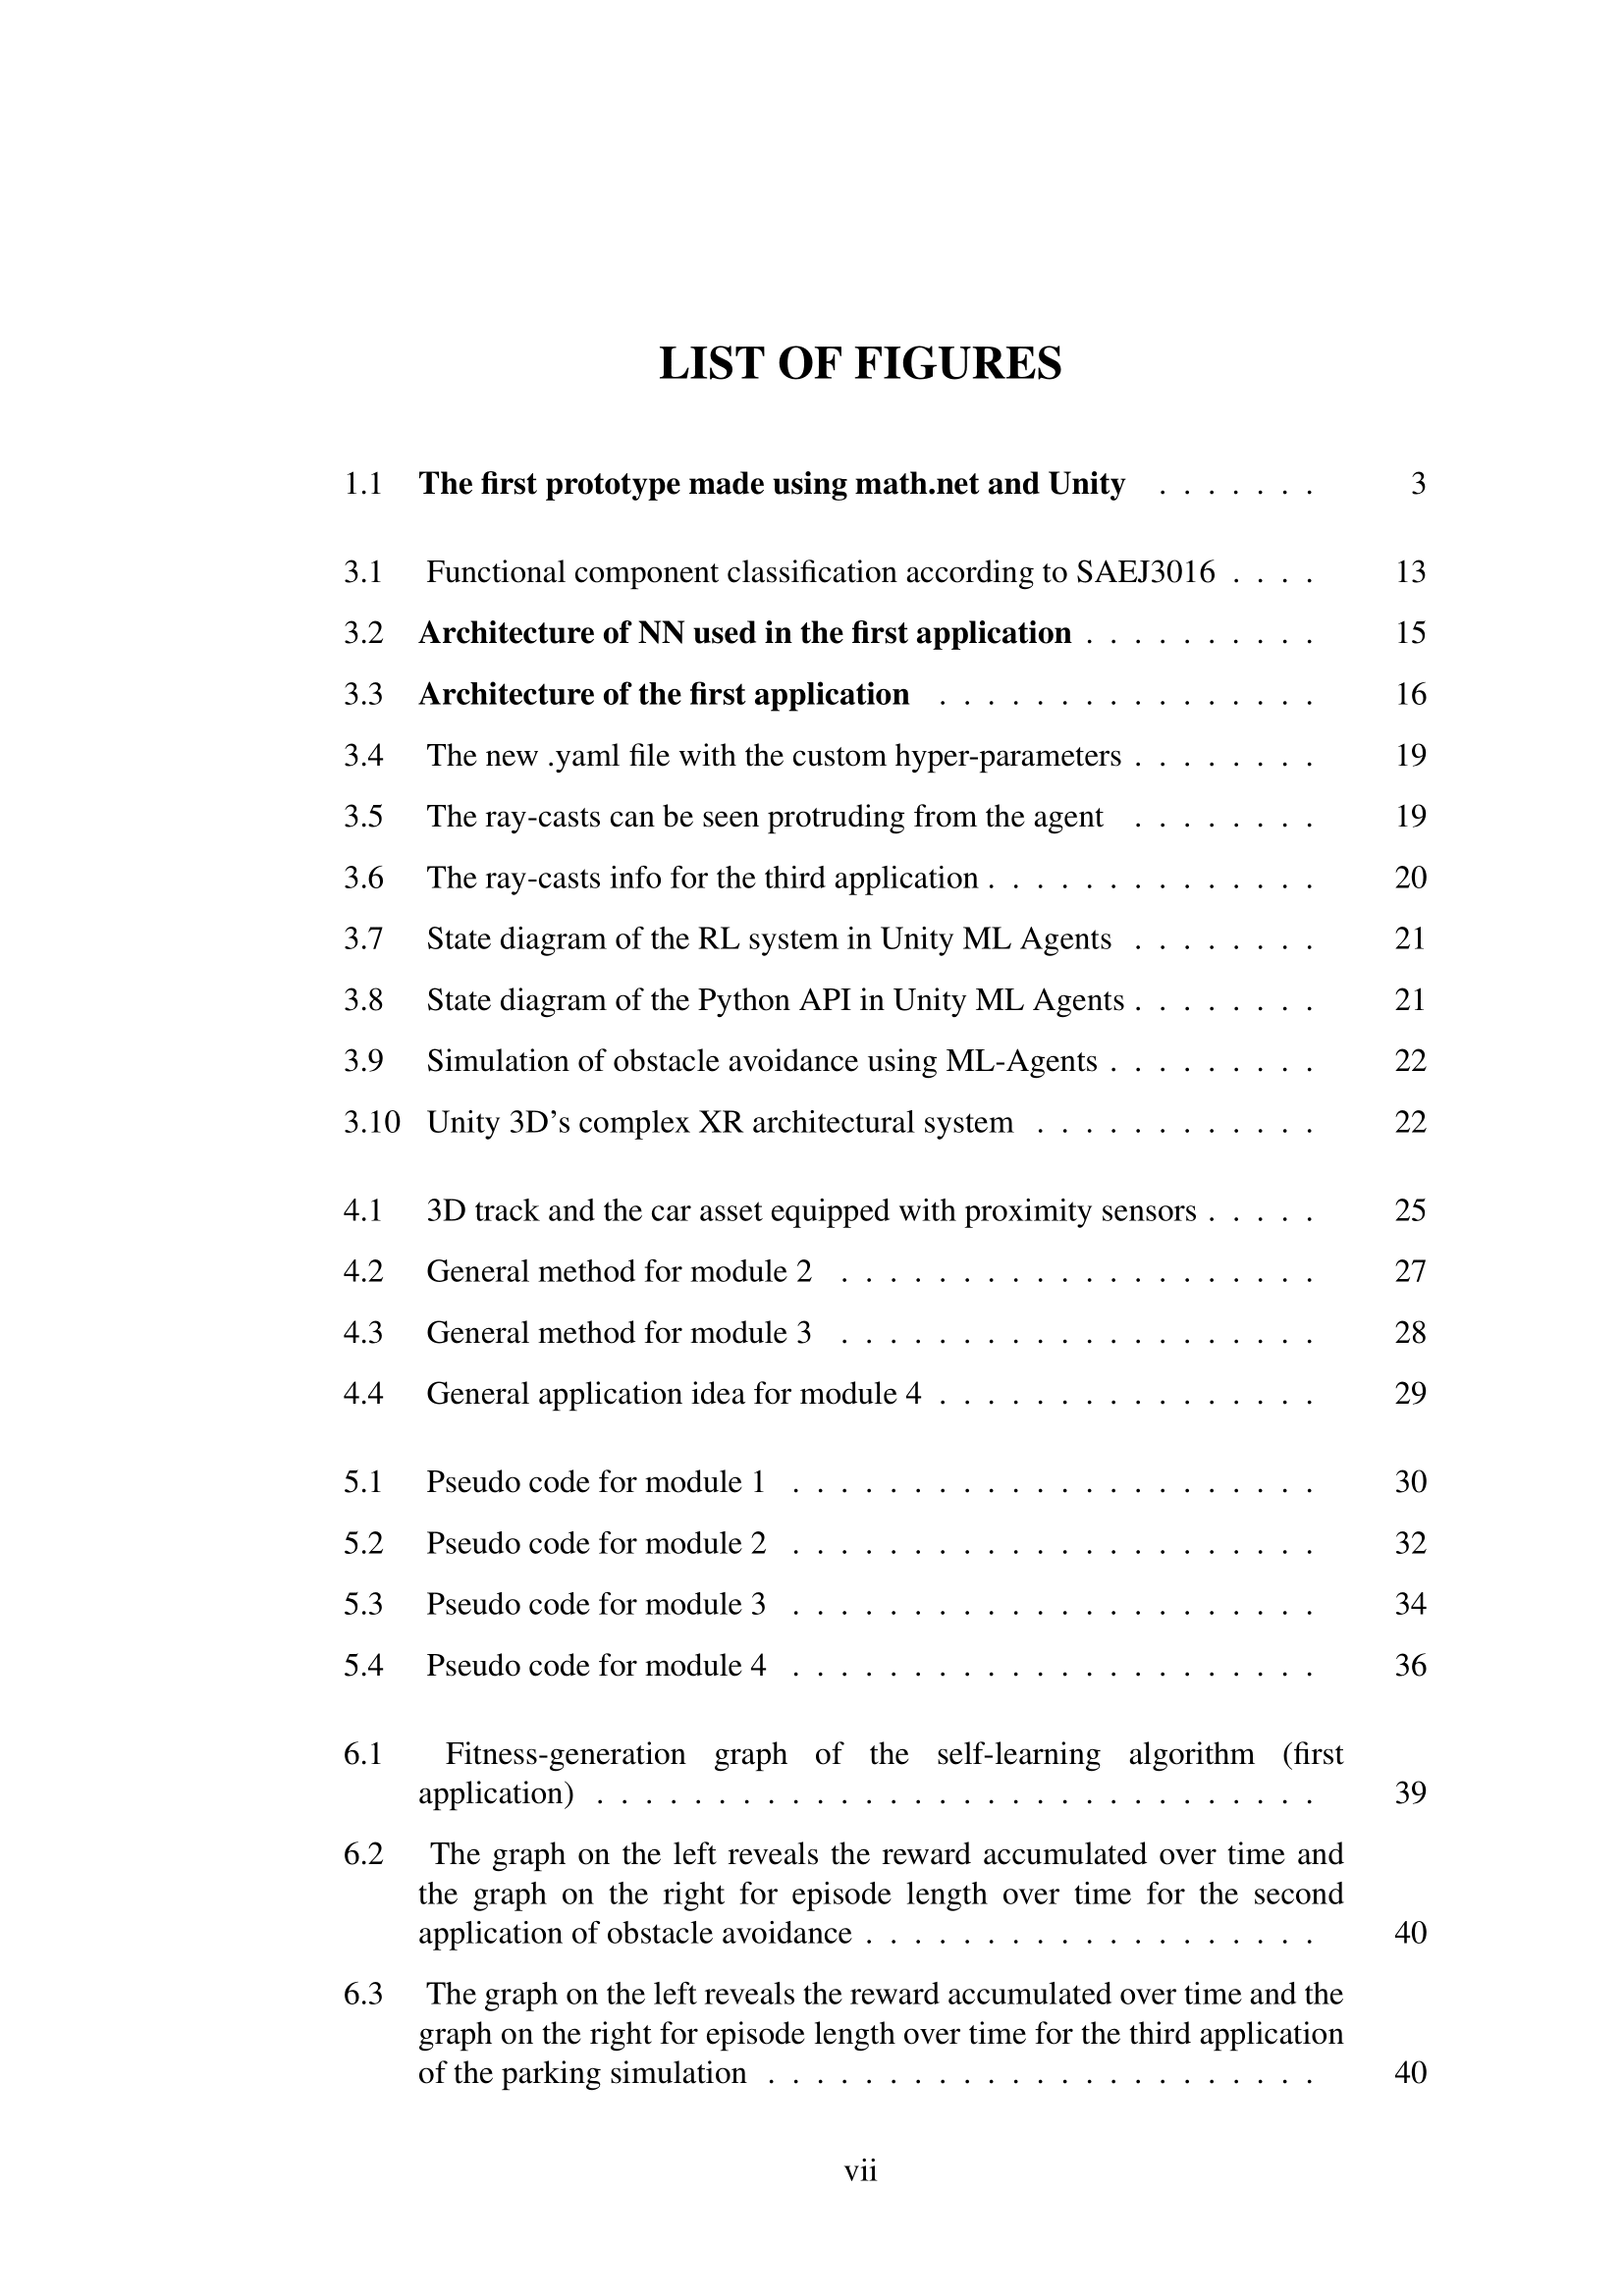 LIST OF FIGURES
1.1 The first prototype made using math.net and Unity . . . . . . . 3
3.1 Functional component classification according to SAEJ3016 . . . . 13
3.2 Architecture of NN used in the first application . . . . . . . . . . 15
3.3 Architecture of the first application . . . . . . . . . . . . . . . . 16
3.4 The new .yaml file with the custom hyper-parameters . . . . . . . . 19
3.5 The ray-casts can be seen protruding from the agent . . . . . . . . 19
3.6 The ray-casts info for the third application . . . . . . . . . . . . . . 20
3.7 State diagram of the RL system in Unity ML Agents . . . . . . . . 21
3.8 State diagram of the Python API in Unity ML Agents . . . . . . . . 21
3.9 Simulation of obstacle avoidance using ML-Agents . . . . . . . . . 22
3.10 Unity 3D's complex XR architectural system . . . . . . . . . . . . 22
4.1 3D track and the car asset equipped with proximity sensors . . . . . 25
4.2 General method for module 2 . . . . . . . . . . . . . . . . . . . . 27
4.3 General method for module 3 . . . . . . . . . . . . . . . . . . . . 28
4.4 General application idea for module 4 . . . . . . . . . . . . . . . . 29
5.1 Pseudo code for module 1 . . . . . . . . . . . . . . . . . . . . . . 30
5.2 Pseudo code for module 2 . . . . . . . . . . . . . . . . . . . . . . 32
5.3 Pseudo code for module 3 . . . . . . . . . . . . . . . . . . . . . . 34
5.4 Pseudo code for module 4 . . . . . . . . . . . . . . . . . . . . . . 36
6.1 Fitness-generation graph of the self-learning algorithm (first
application) . . . . . . . . . . . . . . . . . . . . . . . . . . . . . . 39
6.2 The graph on the left reveals the reward accumulated over time and
the graph on the right for episode length over time for the second
application of obstacle avoidance . . . . . . . . . . . . . . . . . . . 40
6.3 The graph on the left reveals the reward accumulated over time and the
graph on the right for episode length over time for the third application
of the parking simulation . . . . . . . . . . . . . . . . . . . . . . . 40
vii